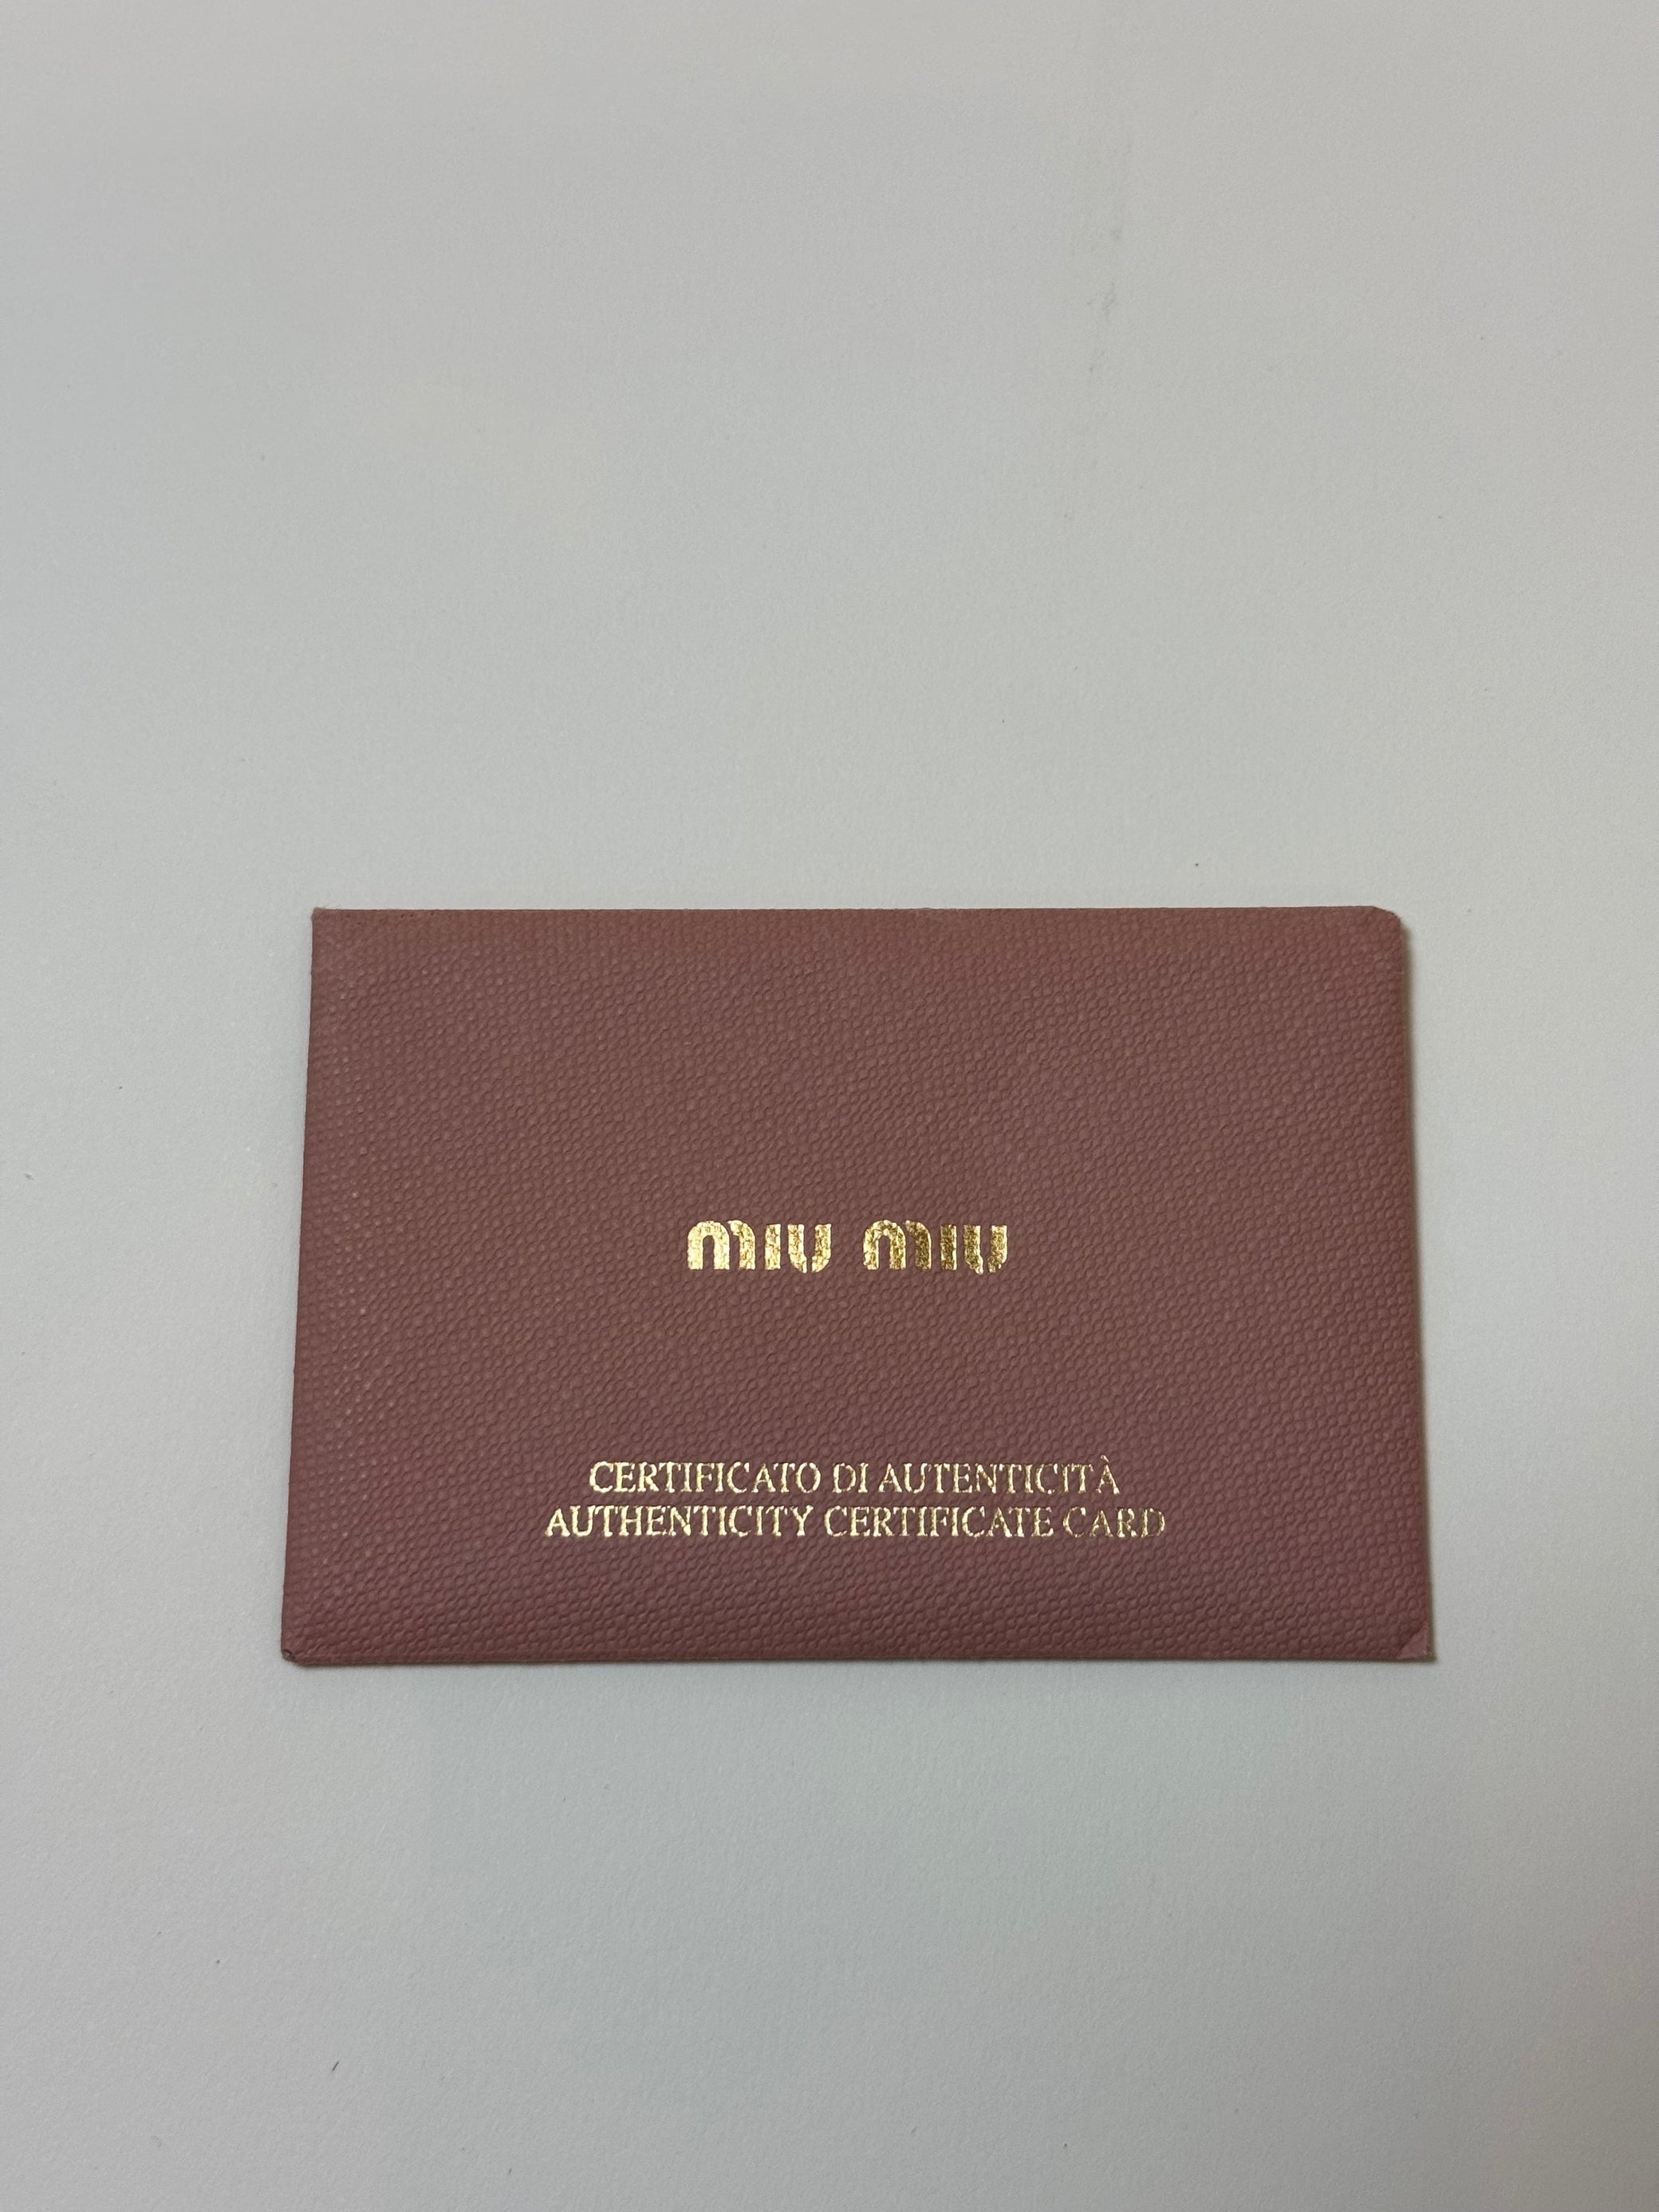 miu miu
CERTIFICATO DI AUTENTICITÀ
AUTHENTICITY CERTIFICATE CARD